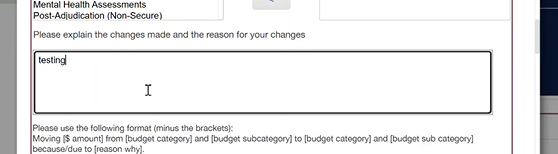 Mental Health Assessments
Post-Adjudication (Non-Secure)
Please explain the changes made and the reason for your changes
testing
Please use the following format (minus the brackets):
Moving [$ amount] from [budget category] and [budget subcategory] to [budget category] and [budget sub category]
because/due to [reason why].